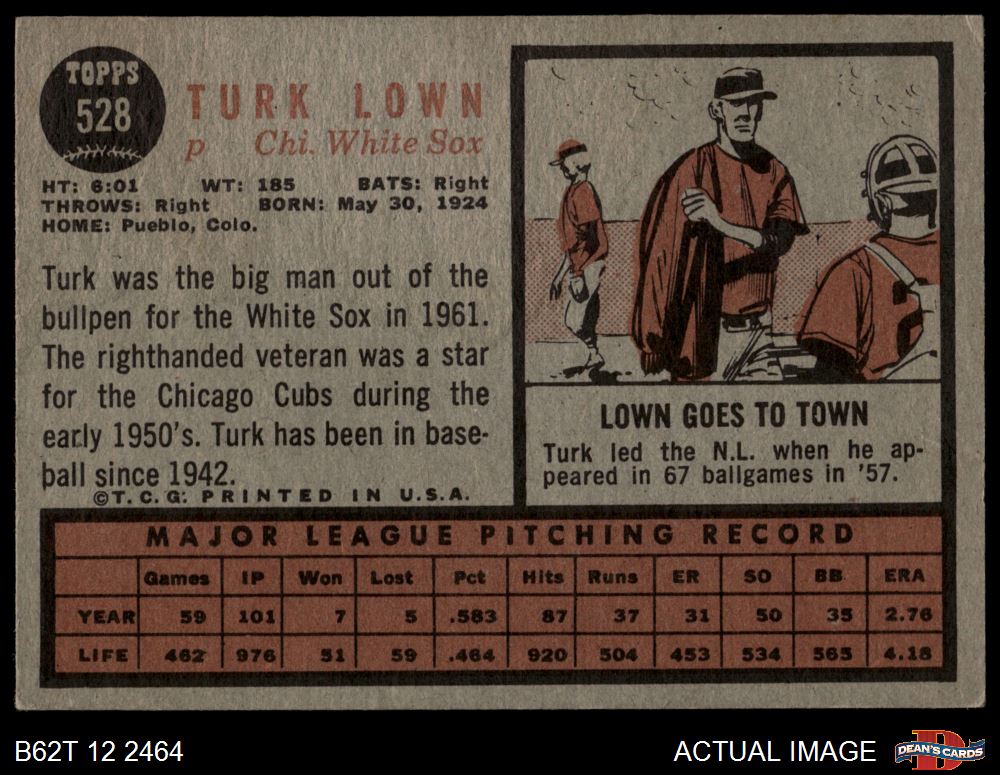 TOPPS
528
TURK LOWN
p Chi. White Sox
HT: 6:01 WT: 185 BATS: Right
THROWS: Right BORN: May 30, 1924
HOME: Pueblo, Colo.
Turk was the big man out of the
bullpen for the White Sox in 1961.
The righthanded veteran was a star
for the Chicago Cubs during the
early 1950's. Turk has been in base-
ball since 1942.
©T.C.G. PRINTED IN U.S.A.
2
LOWN GOES TO TOWN
Turk led the N.L. when he ap-
peared in 67 ballgames in '57.
MAJOR LEAGUE PITCHING RECORD
Games IP Won Lost Pct Hits Runs ER SO BB ERA
YEAR 59 101 7 5 .583 87 37 31 50 35 2.76
LIFE 462 976 51 59 .464 920 504 453 534 565 4.18
B62T 12 2464
ACTUAL IMAGE
DEAN'S CARDS